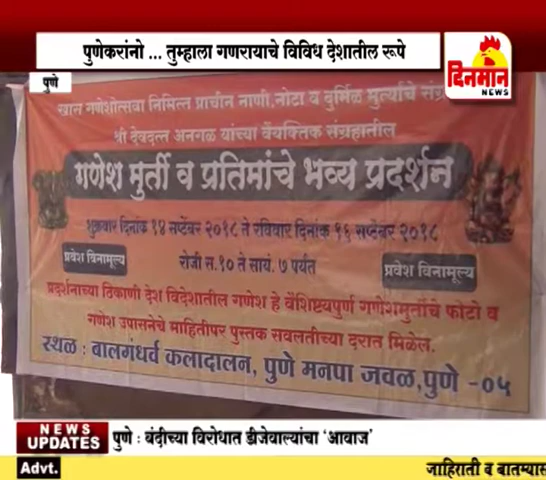 पुणेकरांनो ... तुम्हाला गणरायाचे विविध देशातील रूपे
दिनमान
NEWS
पुणे
खास गणेशोत्सवा निमित्त प्राचीन नाणी,नोटा व दुर्मिळ मुर्त्यांचे
श्री देवदत्त अनगळ यांच्या वैयक्तिक संग्रहातील
गणेश मुर्ती व प्रतिमांचे भव्य प्रदर्शन
शुक्रवार दिनांक १४ सप्टेंबर २०१८ ते रविवार दिनांक १६ सप्टेंबर २०१८
प्रवेश विनामूल्य रोजी स.१० ते सायं. ७ पर्यंत प्रवेश विनामूल्य
प्रदर्शनाच्या ठिकाणी देश विदेशातील गणेश हे वैशिष्ट्यपुर्ण गणेशमुर्तीचे फोटो व
गणेश उपासनेचे माहितीपर पुस्तक सवलतीच्या दरात मिळेल.
स्थळ : बालगंधर्व कलादालन, पुणे मनपा जवळ,पुणे -०५
NEWS
UPDATES
पुणे : बंदीच्या विरोधात डीजेवाल्यांचा ‘आवाज’
Advt.
जाहिराती व बातम्यास